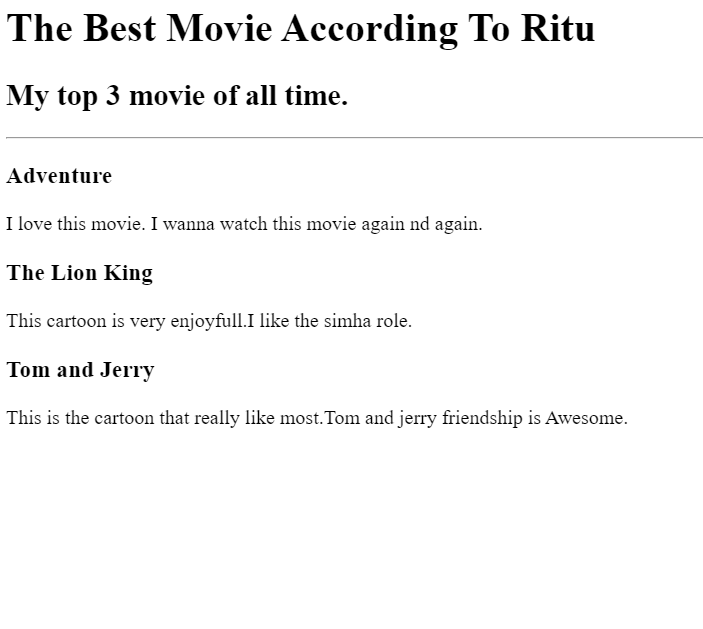 The Best Movie According To Ritu
My top 3 movie of all time.
Adventure
I love this movie. I wanna watch this movie again nd again.
The Lion King
This cartoon is very enjoyfull.I like the simha role.
Tom and Jerry
This is the cartoon that really like most.Tom and jerry friendship is Awesome.